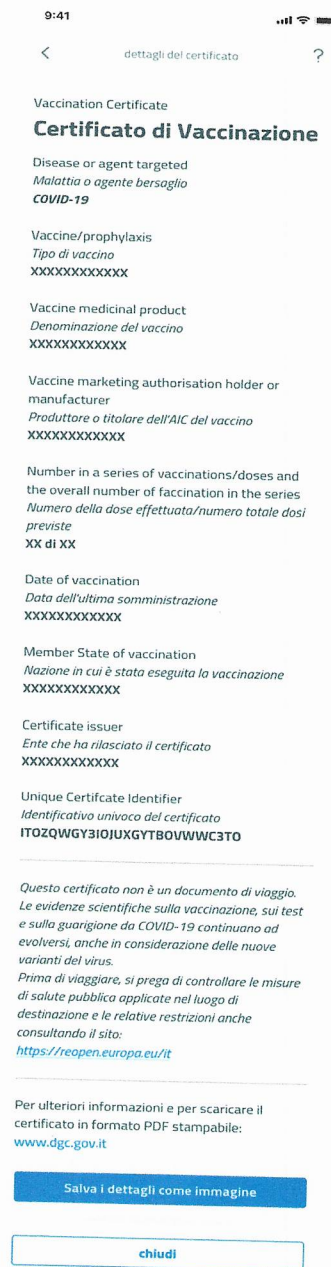 9:41
dettagli del certificato ?
Vaccination Certificate
Certificato di Vaccinazione
Disease or agent targeted
Malattia o agente bersaglio
COVID-19
Vaccine/prophylaxis
Tipo di vaccino
XXXXXXXXXXXX
Vaccine medicinal product
Denominazione del vaccino
XXXXXXXXXXXX
Vaccine marketing authorisation holder or
manufacturer
Produttore o titolare dell'AIC del vaccino
XXXXXXXXXXXX
Number in a series of vaccinations/doses and
the overall number of faccination in the series
Numero della dose effettuata/numero totale dosi
previste
XX di XX
Date of vaccination
Data dell'ultima somministrazione
XXXXXXXXXXXX
Member State of vaccination
Nazione in cui è stata eseguita la vaccinazione
XXXXXXXXXXXX
Certificate issuer
Ente che ha rilasciato il certificato
XXXXXXXXXXXX
Unique Certifcate Identifier
Identificativo univoco del certificato
ITOZQWGY3IOJUXGYTBOVWWC3TO
Questo certificato non è un documento di viaggio.
Le evidenze scientifiche sulla vaccinazione, sui test
e sulla guarigione da COVID-19 continuano ad
evolversi, anche in considerazione delle nuove
varianti del virus.
Prima di viaggiare, si prega di controllare le misure
di salute pubblica applicate nel luogo di
destinazione e le relative restrizioni anche
consultando il sito:
https://reopen.europa.eu/it
Per ulteriori informazioni e per scaricare il
certificato in formato PDF stampabile:
www.dgc.gov.it
Salva i dettagli come immagine
chiudi